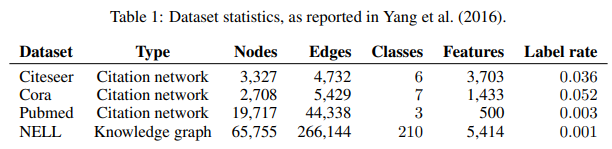 Table 1: Dataset statistics, as reported in Yang et al. (2016).
Dataset Type Nodes Edges Classes Features Label rate
Citeseer Citation network 3,327 4,732 6 3,703 0.036
Cora Citation network 2,708 5,429 7 1,433 0.052
Pubmed Citation network 19,717 44,338 3 500 0.003
NELL Knowledge graph 65,755 266,144 210 5,414 0.001